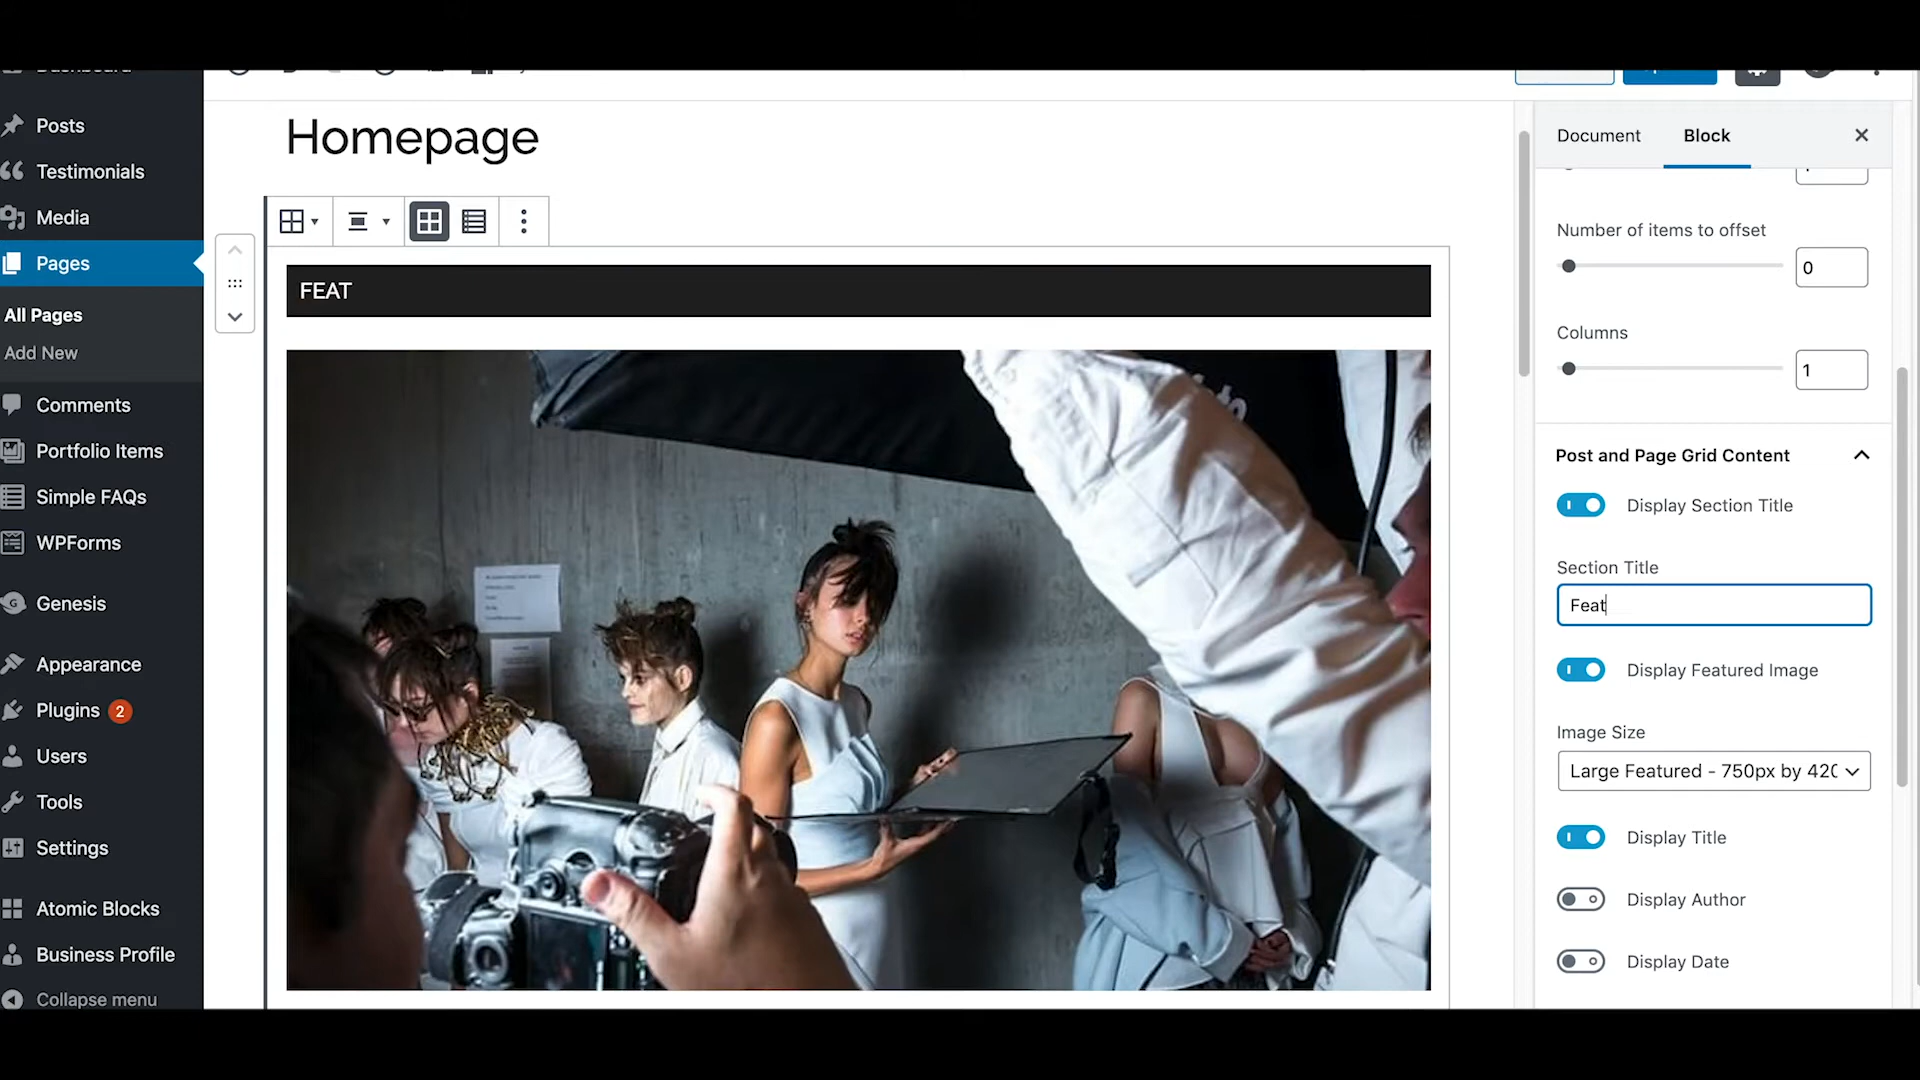 Dashboard
Posts
Testimonials
Media
Pages
All Pages
Add New
Comments
Portfolio Items
Simple FAQs
WPForms
Genesis
Appearance
Plugins 2
Users
Tools
Settings
Atomic Blocks
Business Profile
Collapse menu
Homepage
FEAT
Document Block
Number of items to offset
0
Columns
1
Post and Page Grid Content
Display Section Title
Section Title
Feat
Display Featured Image
Image Size
Large Featured - 750px by 420
Display Title
Display Author
Display Date